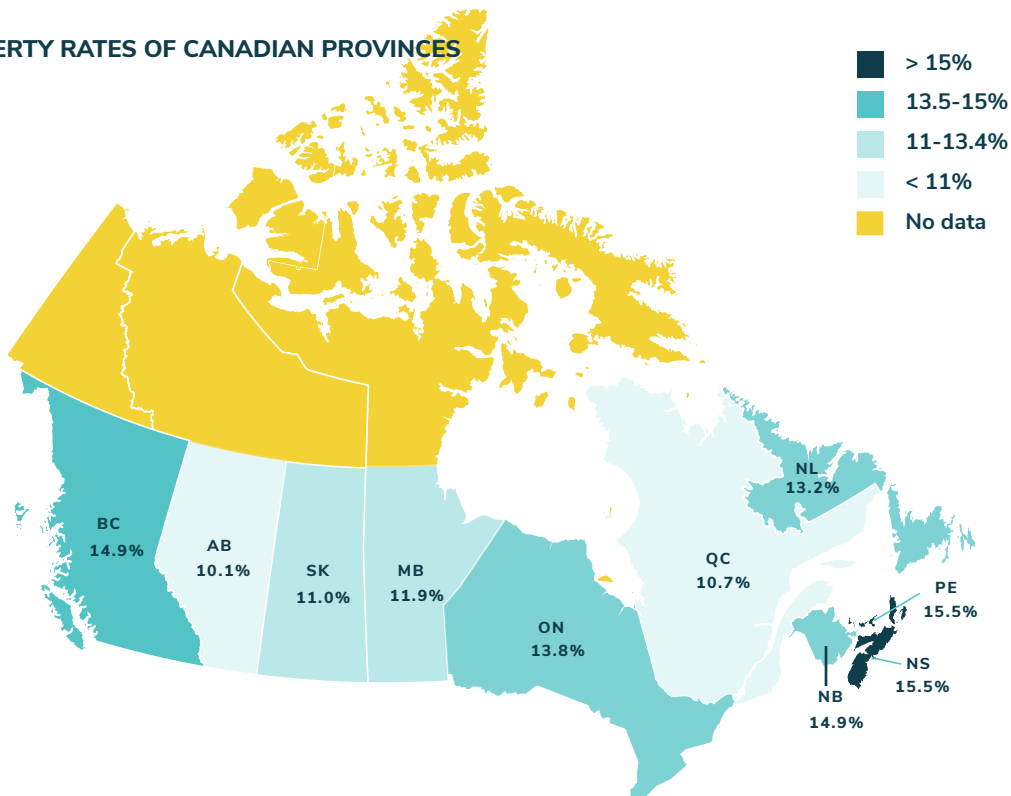 ERTY RATES OF CANADIAN PROVINCES
> 15%
13.5-15%
11-13.4%
< 11%
No data
NL
13.2%
BC
14.9%
AB
10.1%
SK
11.0%
MB
11.9%
QC
10.7%
ON
13.8%
PE
15.5%
NS
15.5%
NB
14.9%